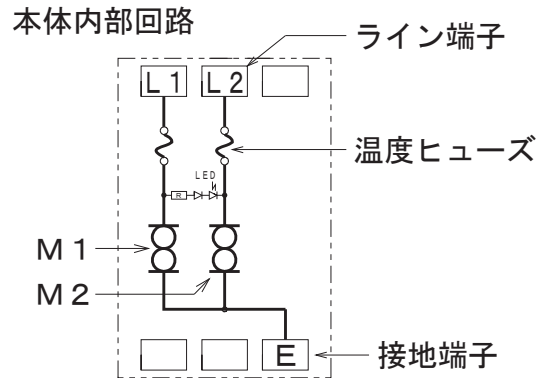 本体内部回路
ライン端子
L1 L2
温度ヒューズ
LED
R
M1
M2
E
接地端子